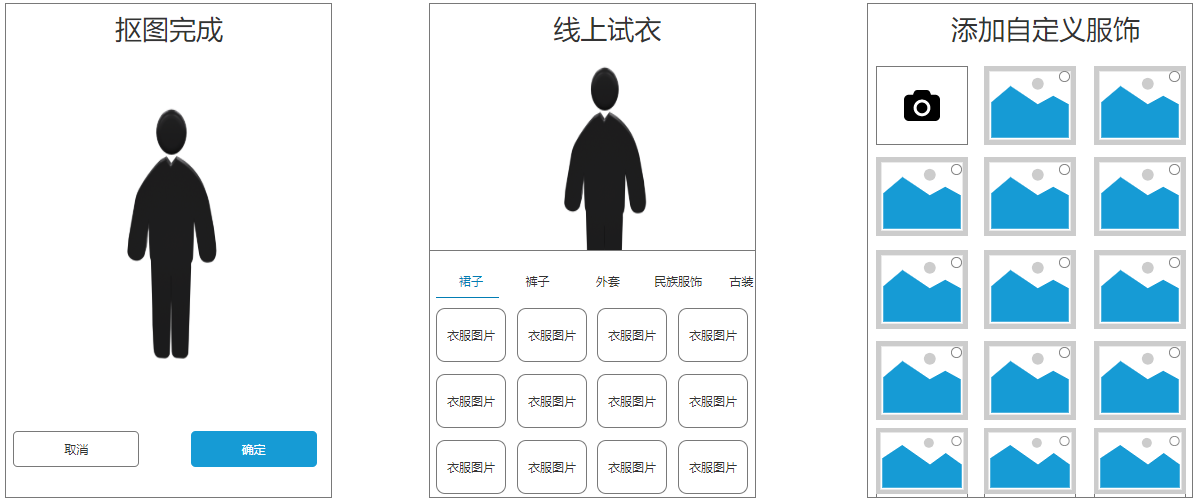 抠图完成
取消
确定
线上试衣
裙子 裤子 外套 民族服饰 古装
衣服图片 衣服图片 衣服图片 衣服图片
衣服图片 衣服图片 衣服图片 衣服图片
衣服图片 衣服图片 衣服图片 衣服图片
添加自定义服饰